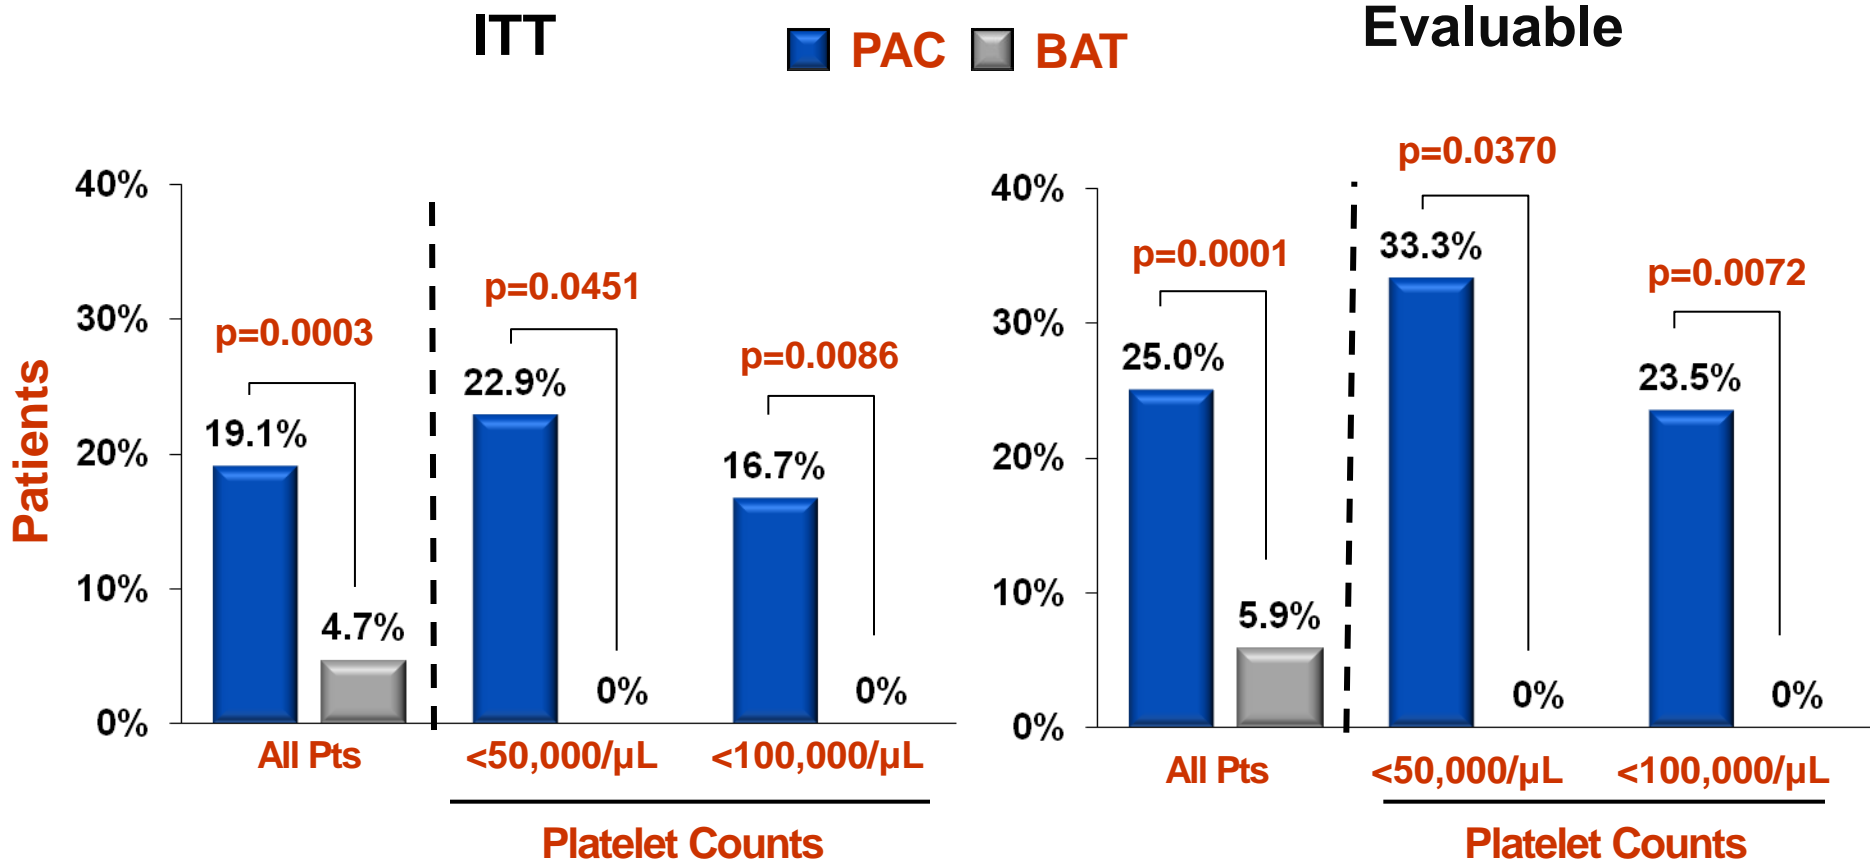 ITT
PAC BAT
Evaluable
Patients
40%
30%
20%
10%
0%
p=0.0003
19.1%
4.7%
p=0.0451
22.9%
0%
p=0.0086
16.7%
0%
All Pts <50,000/µL <100,000/µL
Platelet Counts
40%
30%
20%
10%
0%
p=0.0001
25.0%
5.9%
p=0.0370
33.3%
0%
p=0.0072
23.5%
0%
All Pts <50,000/µL <100,000/µL
Platelet Counts